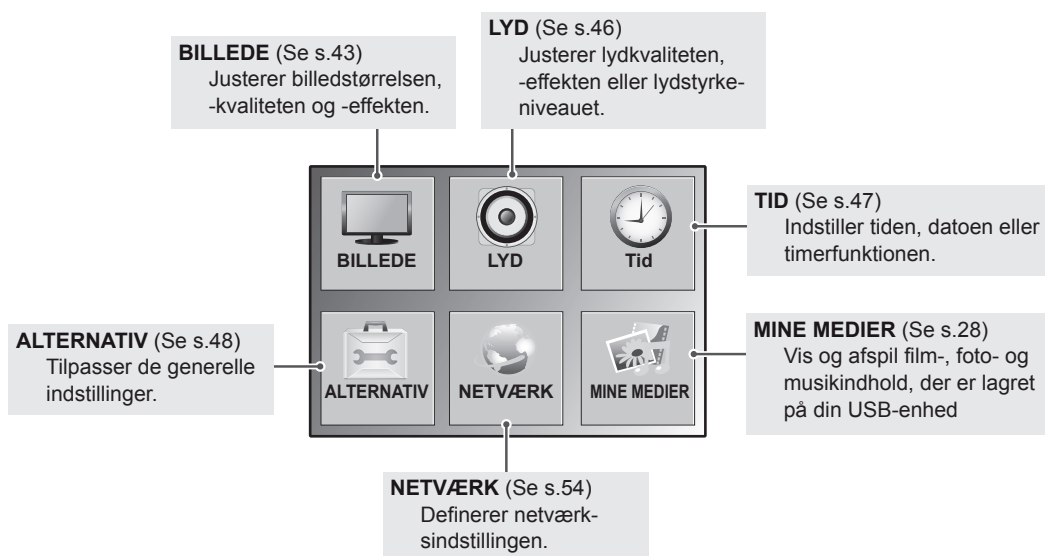 LYD (Se s.46)
Justerer lydkvaliteten,
-effekten eller lydstyrke-
niveauet.
BILLEDE (Se s.43)
Justerer billedstørrelsen,
-kvaliteten og -effekten.
TID (Se s.47)
Indstiller tiden, datoen eller
timerfunktionen.
BILLEDE
LYD
Tid
ALTERNATIV (Se s.48)
Tilpasser de generelle
indstillinger.
MINE MEDIER (Se s.28)
Vis og afspil film-, foto- og
musikindhold, der er lagret
på din USB-enhed
ALTERNATIV
NETVÆRK
MINE MEDIER
NETVÆRK (Se s.54)
Definerer netværk-
sindstillingen.